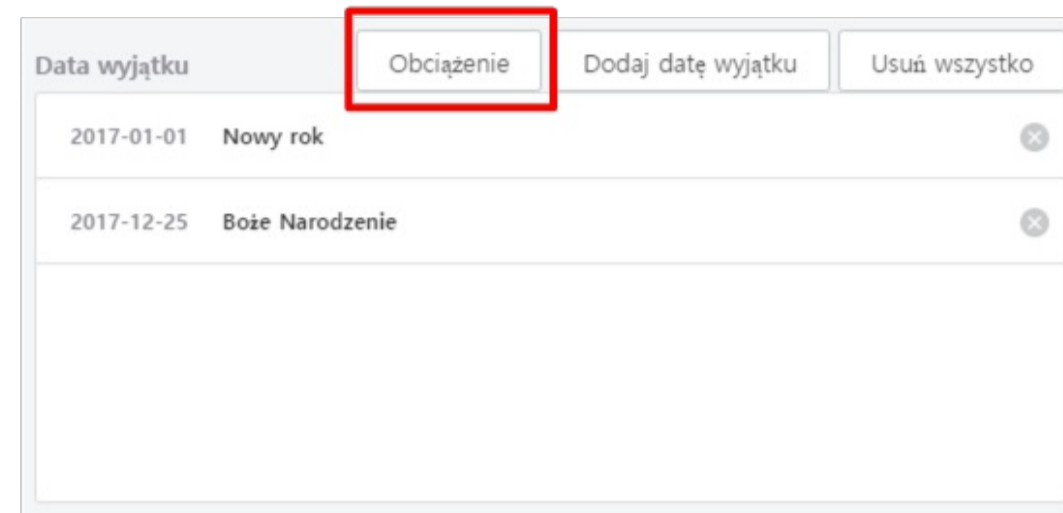 Data wyjątku Obciążenie Dodaj datę wyjątku Usuń wszystko
2017-01-01 Nowy rok
2017-12-25 Boże Narodzenie